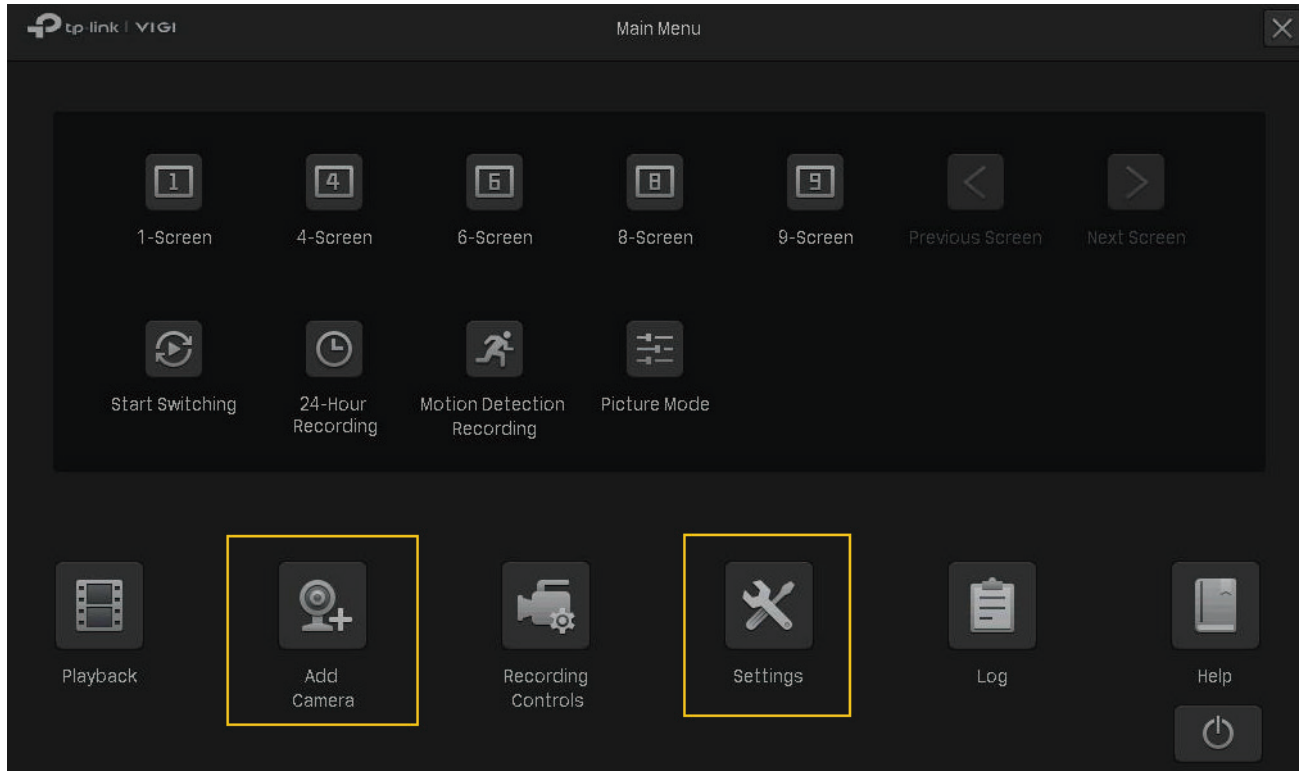 tp-link | VIGI
Main Menu
1
4
6
8
9
1-Screen
4-Screen
6-Screen
8-Screen
9-Screen
Previous Screen
Next Screen
Start Switching
24-Hour
Recording
Motion Detection
Recording
Picture Mode
Playback
Add
Camera
Recording
Controls
Settings
Log
Help